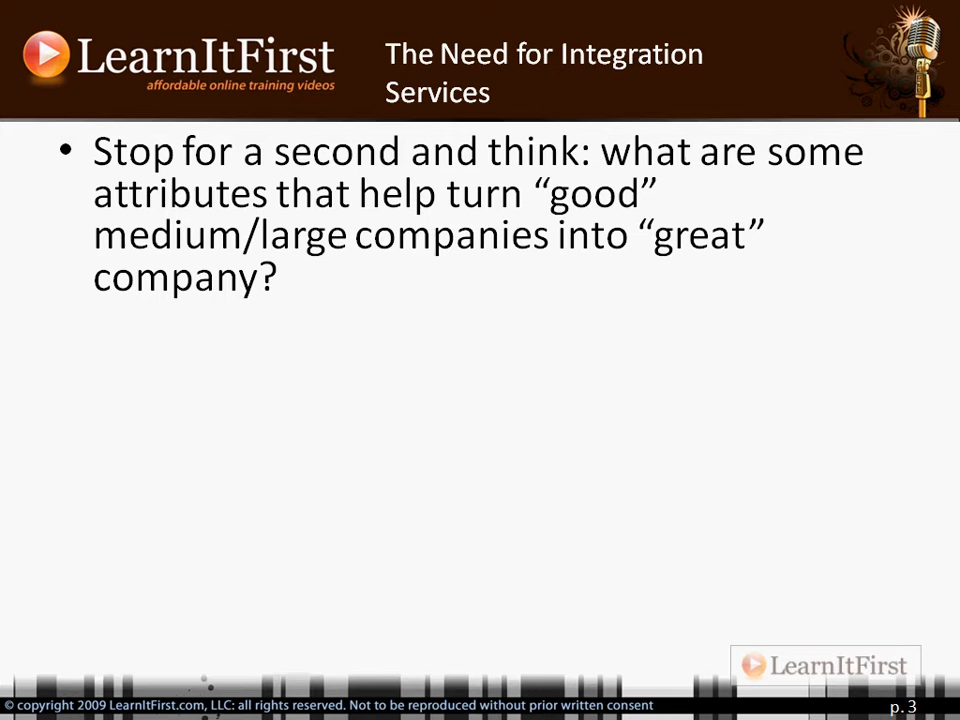 LearnItFirst
affordable online training videos
The Need for Integration
Services
• Stop for a second and think: what are some
attributes that help turn “good”
medium/large companies into “great”
company?
LearnItFirst
© copyright 2009 LearnItFirst.com, LLC: all rights reserved. Not to be reproduced without prior written consent
p. 3